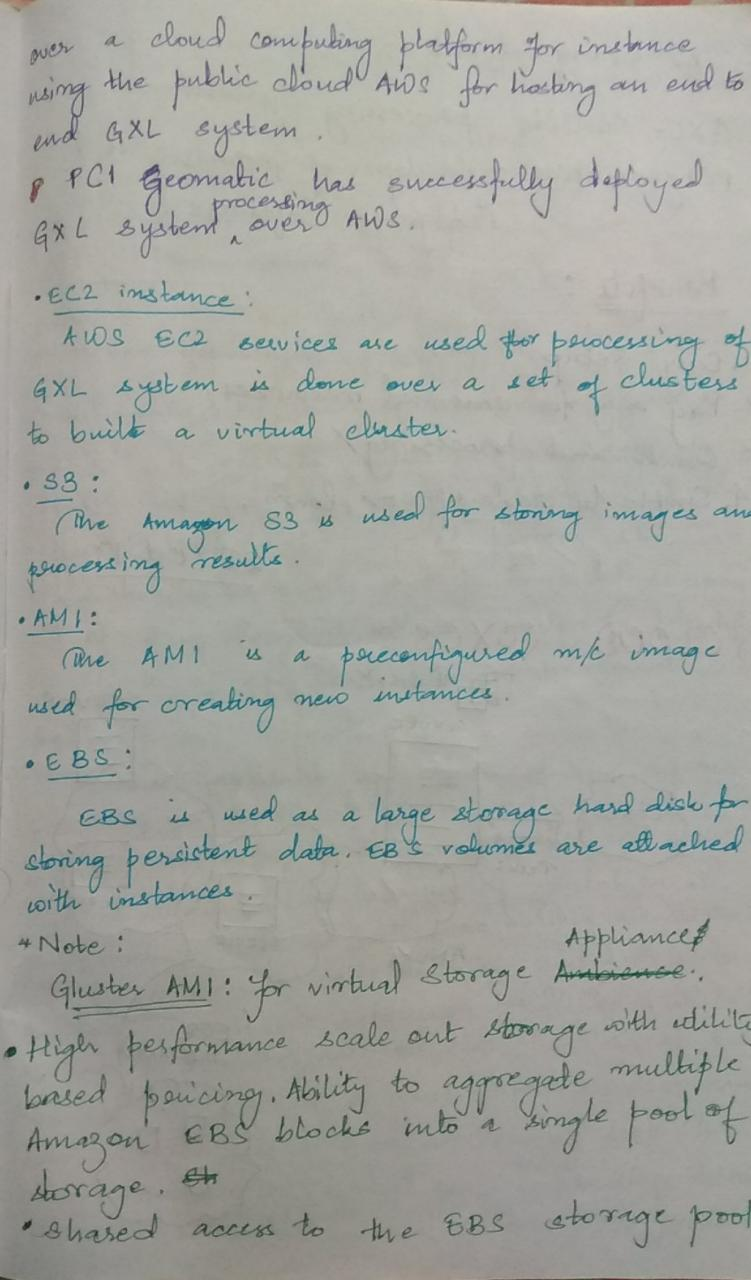 over a cloud computing platform for instance
using the public cloud AWS for hosting an end to
end GXL system.
PCI Geomatic has successfully deployed
processing
GXL system ^ over AWS.
• EC2 instance:
AWS EC2 services are used for processing of
GXL system is done over a set of clusters
to built a virtual cluster.
• S3:
The Amazon S3 is used for storing images an
processing results.
• AMI:
The AMI is a preconfigured m/c image
used for creating new instances.
• EBS:
EBS is used as a large storage hard disk for
storing persistent data. EBS volumes are attached
with instances.
* Note:
Appliance
Gluster AMI: for virtual storage Ambience.
• High performance scale out storage with utility
based pricing. Ability to aggregate multiple
Amazon EBS blocks into a single pool of
storage. Sh
• shared access to the EBS storage pool